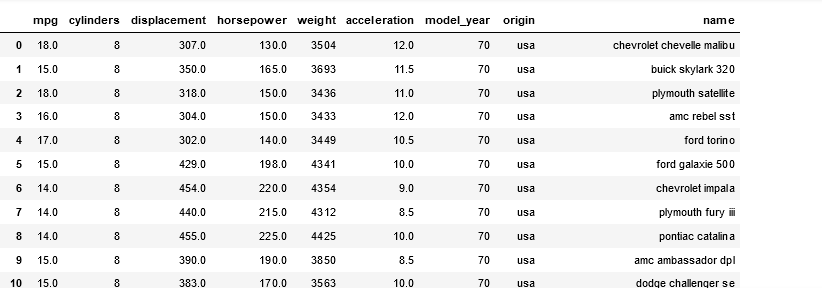 mpg cylinders displacement horsepower weight acceleration model_year origin name
0 18.0 8 307.0 130.0 3504 12.0 70 usa chevrolet chevelle malibu
1 15.0 8 350.0 165.0 3693 11.5 70 usa buick skylark 320
2 18.0 8 318.0 150.0 3436 11.0 70 usa plymouth satellite
3 16.0 8 304.0 150.0 3433 12.0 70 usa amc rebel sst
4 17.0 8 302.0 140.0 3449 10.5 70 usa ford torino
5 15.0 8 429.0 198.0 4341 10.0 70 usa ford galaxie 500
6 14.0 8 454.0 220.0 4354 9.0 70 usa chevrolet impala
7 14.0 8 440.0 215.0 4312 8.5 70 usa plymouth fury iii
8 14.0 8 455.0 225.0 4425 10.0 70 usa pontiac catalina
9 15.0 8 390.0 190.0 3850 8.5 70 usa amc ambassador dpl
10 15.0 8 383.0 170.0 3563 10.0 70 usa dodge challenger se